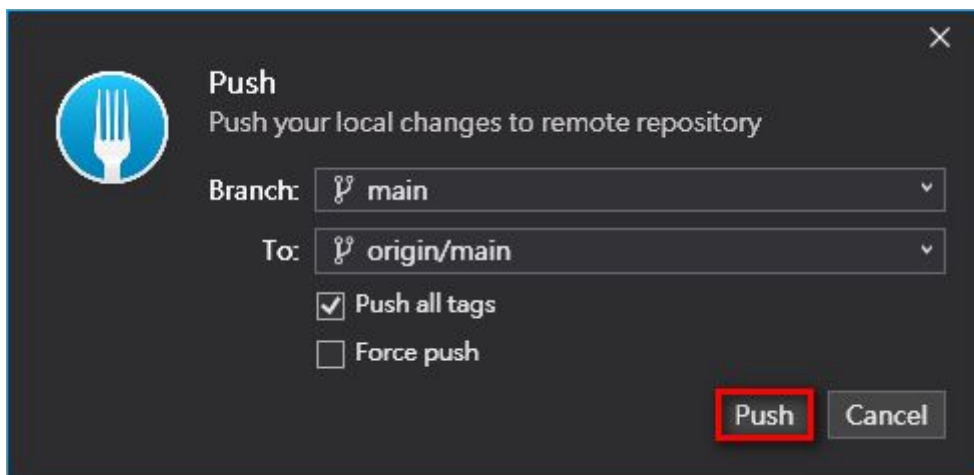 Push
Push your local changes to remote repository
Branch: main
To: origin/main
Push all tags
Force push
Push Cancel